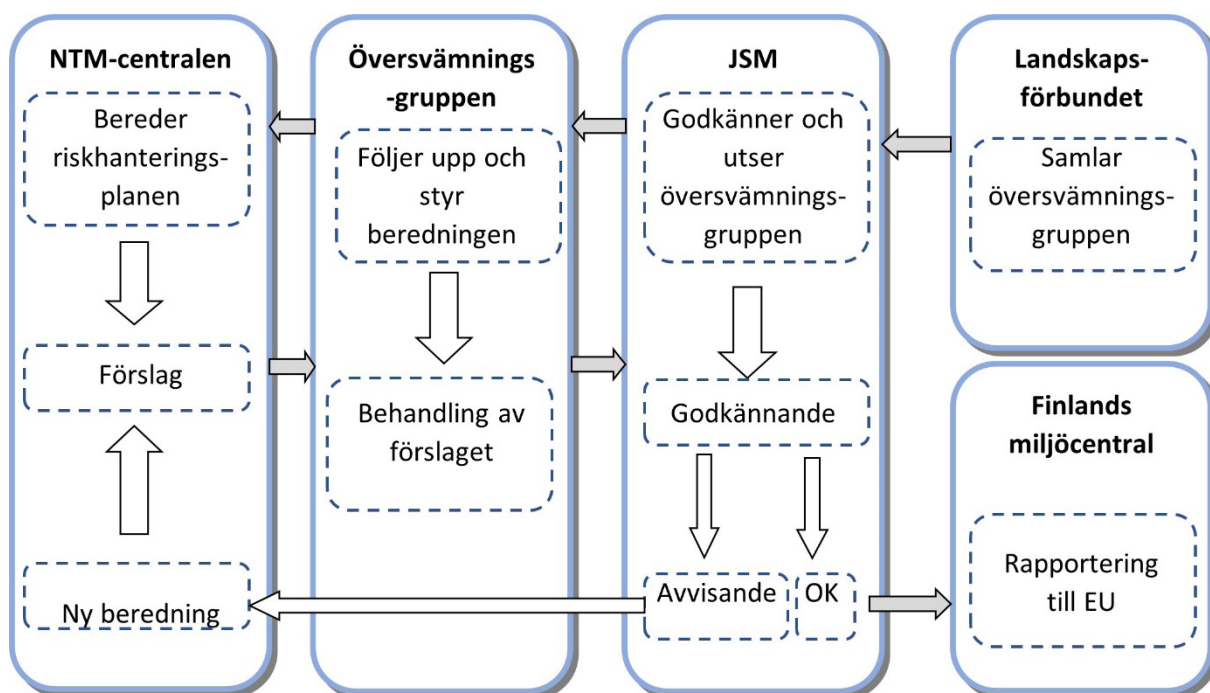 NTM-centralen
Bereder
riskhanterings-
planen
Förslag
Ny beredning
Översvämnings
-gruppen
Följer upp och
styr
beredningen
Behandling av
förslaget
JSM
Godkänner och
utser
översvämnings-
gruppen
Godkännande
Avvisande
OK
Landskaps-
förbundet
Samlar
översvämnings-
gruppen
Finlands
miljöcentral
Rapportering
till EU